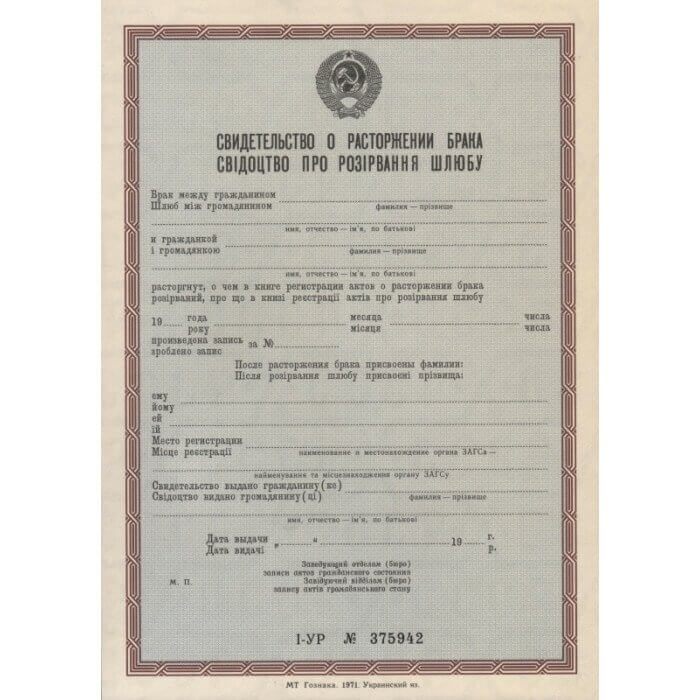 СВИДЕТЕЛЬСТВО О РАСТОРЖЕНИИ БРАКА
СВІДОЦТВО ПРО РОЗІРВАННЯ ШЛЮБУ
Брак между гражданином
Шлюб між громадянином
фамилия — прізвище
имя, отчество — ім'я, по батькові
и гражданкой
і громадянкою
фамилия — прізвище
имя, отчество — ім'я, по батькові
расторгнут, о чем в книге регистрации актов о расторжении брака
розірваний, про що в книзі реєстрації актів про розірвання шлюбу
19 года месяца числа
року місяця числа
произведена запись за №
зроблено запис
После расторжения брака присвоены фамилии:
Після розірвання шлюбу присвоєні прізвища:
ему
йому
ей
їй
Место регистрации
Місце реєстрації
наименование и местонахождение органа ЗАГСа —
найменування та місцезнаходження органу ЗАГСу
Свидетельство выдано гражданину(ке)
Свідоцтво видано громадянину(ці)
фамилия — прізвище
имя, отчество — ім'я, по батькові
Дата выдачи „ “ 19 г.
Дата видачі р.
Заведующий отделом (бюро)
записи актов гражданского состояния
М. П. Завідуючий відділом (бюро)
запису актів громадянського стану
I-УР № 375942
МТ Гознака. 1971. Украинский яз.